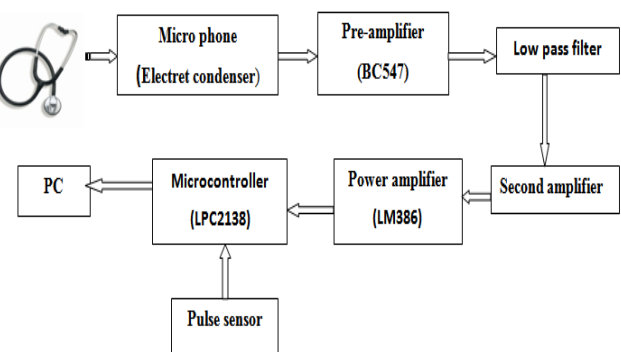 Micro phone
(Electret condenser)
Pre-amplifier
(BC547)
Low pass filter
Second amplifier
Power amplifier
(LM386)
Microcontroller
(LPC2138)
PC
Pulse sensor